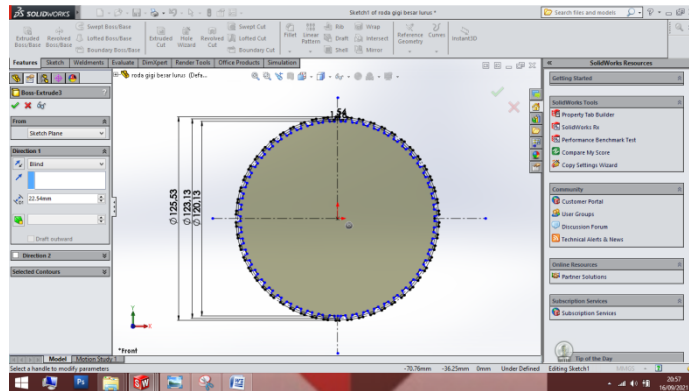 SOLIDWORKS
Sketch1 of roda gigi besar lurus *
Search files and models
Extruded Boss/Base
Revolved Boss/Base
Swept Boss/Base
Lofted Boss/Base
Boundary Boss/Base
Extruded Cut
Hole Wizard
Revolved Cut
Swept Cut
Lofted Cut
Boundary Cut
Fillet
Linear Pattern
Rib
Draft
Shell
Wrap
Intersect
Mirror
Reference Geometry
Curves
Instant3D
Features
Sketch
Weldments
Evaluate
DimXpert
Render Tools
Office Products
Simulation
roda gigi besar lurus (Defa...
Boss-Extrude3
From
Sketch Plane
Direction 1
Blind
22.54mm
Draft outward
Direction 2
Selected Contours
Ø125.53
Ø123.13
Ø120.13
*Front
SolidWorks Resources
Getting Started
SolidWorks Tools
Property Tab Builder
SolidWorks Rx
Performance Benchmark Test
Compare My Score
Copy Settings Wizard
Community
Customer Portal
User Groups
Discussion Forum
Technical Alerts & News
Online Resources
Partner Solutions
Subscription Services
Subscription Services
Tip of the Day
Model
Motion Study 1
Select a handle to modify parameters
-70.76mm
-36.25mm
0mm
Under Defined
Editing Sketch1
MMGS
20:57
16/09/2021